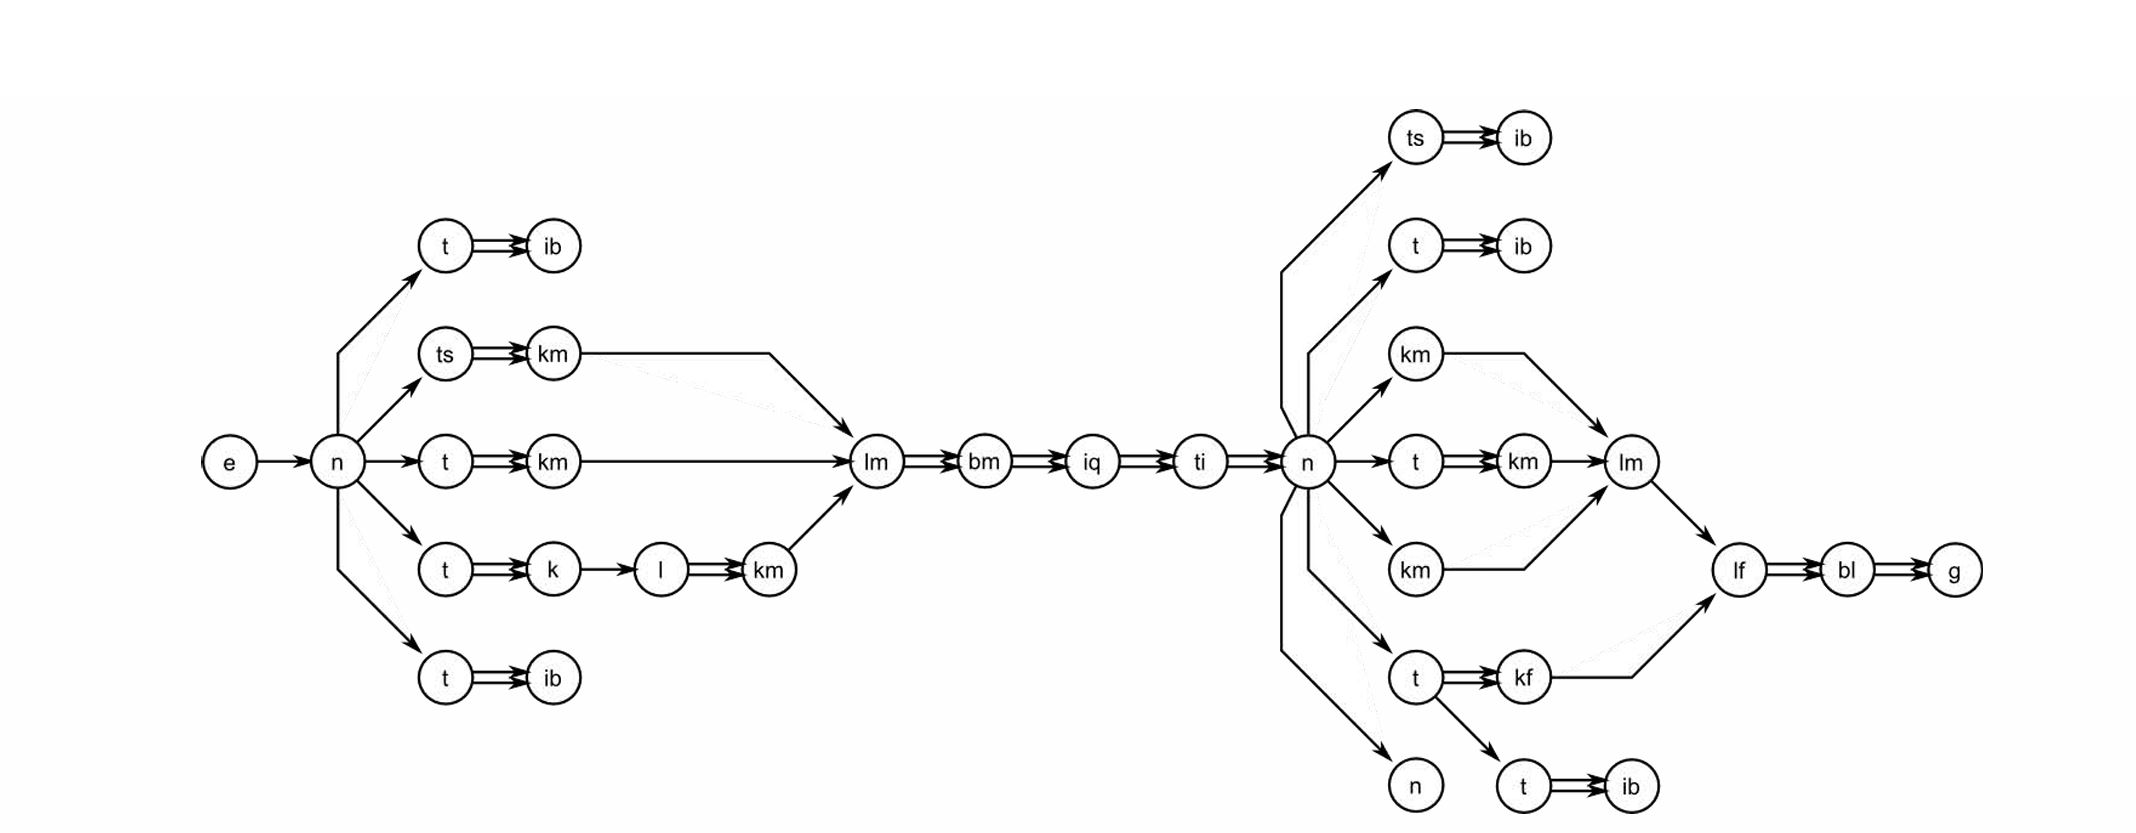 ts ib
t ib t ib
ts km km
e n t km lm bm iq ti n t km lm
t k l km km lf bl g
t ib t kf
n t ib